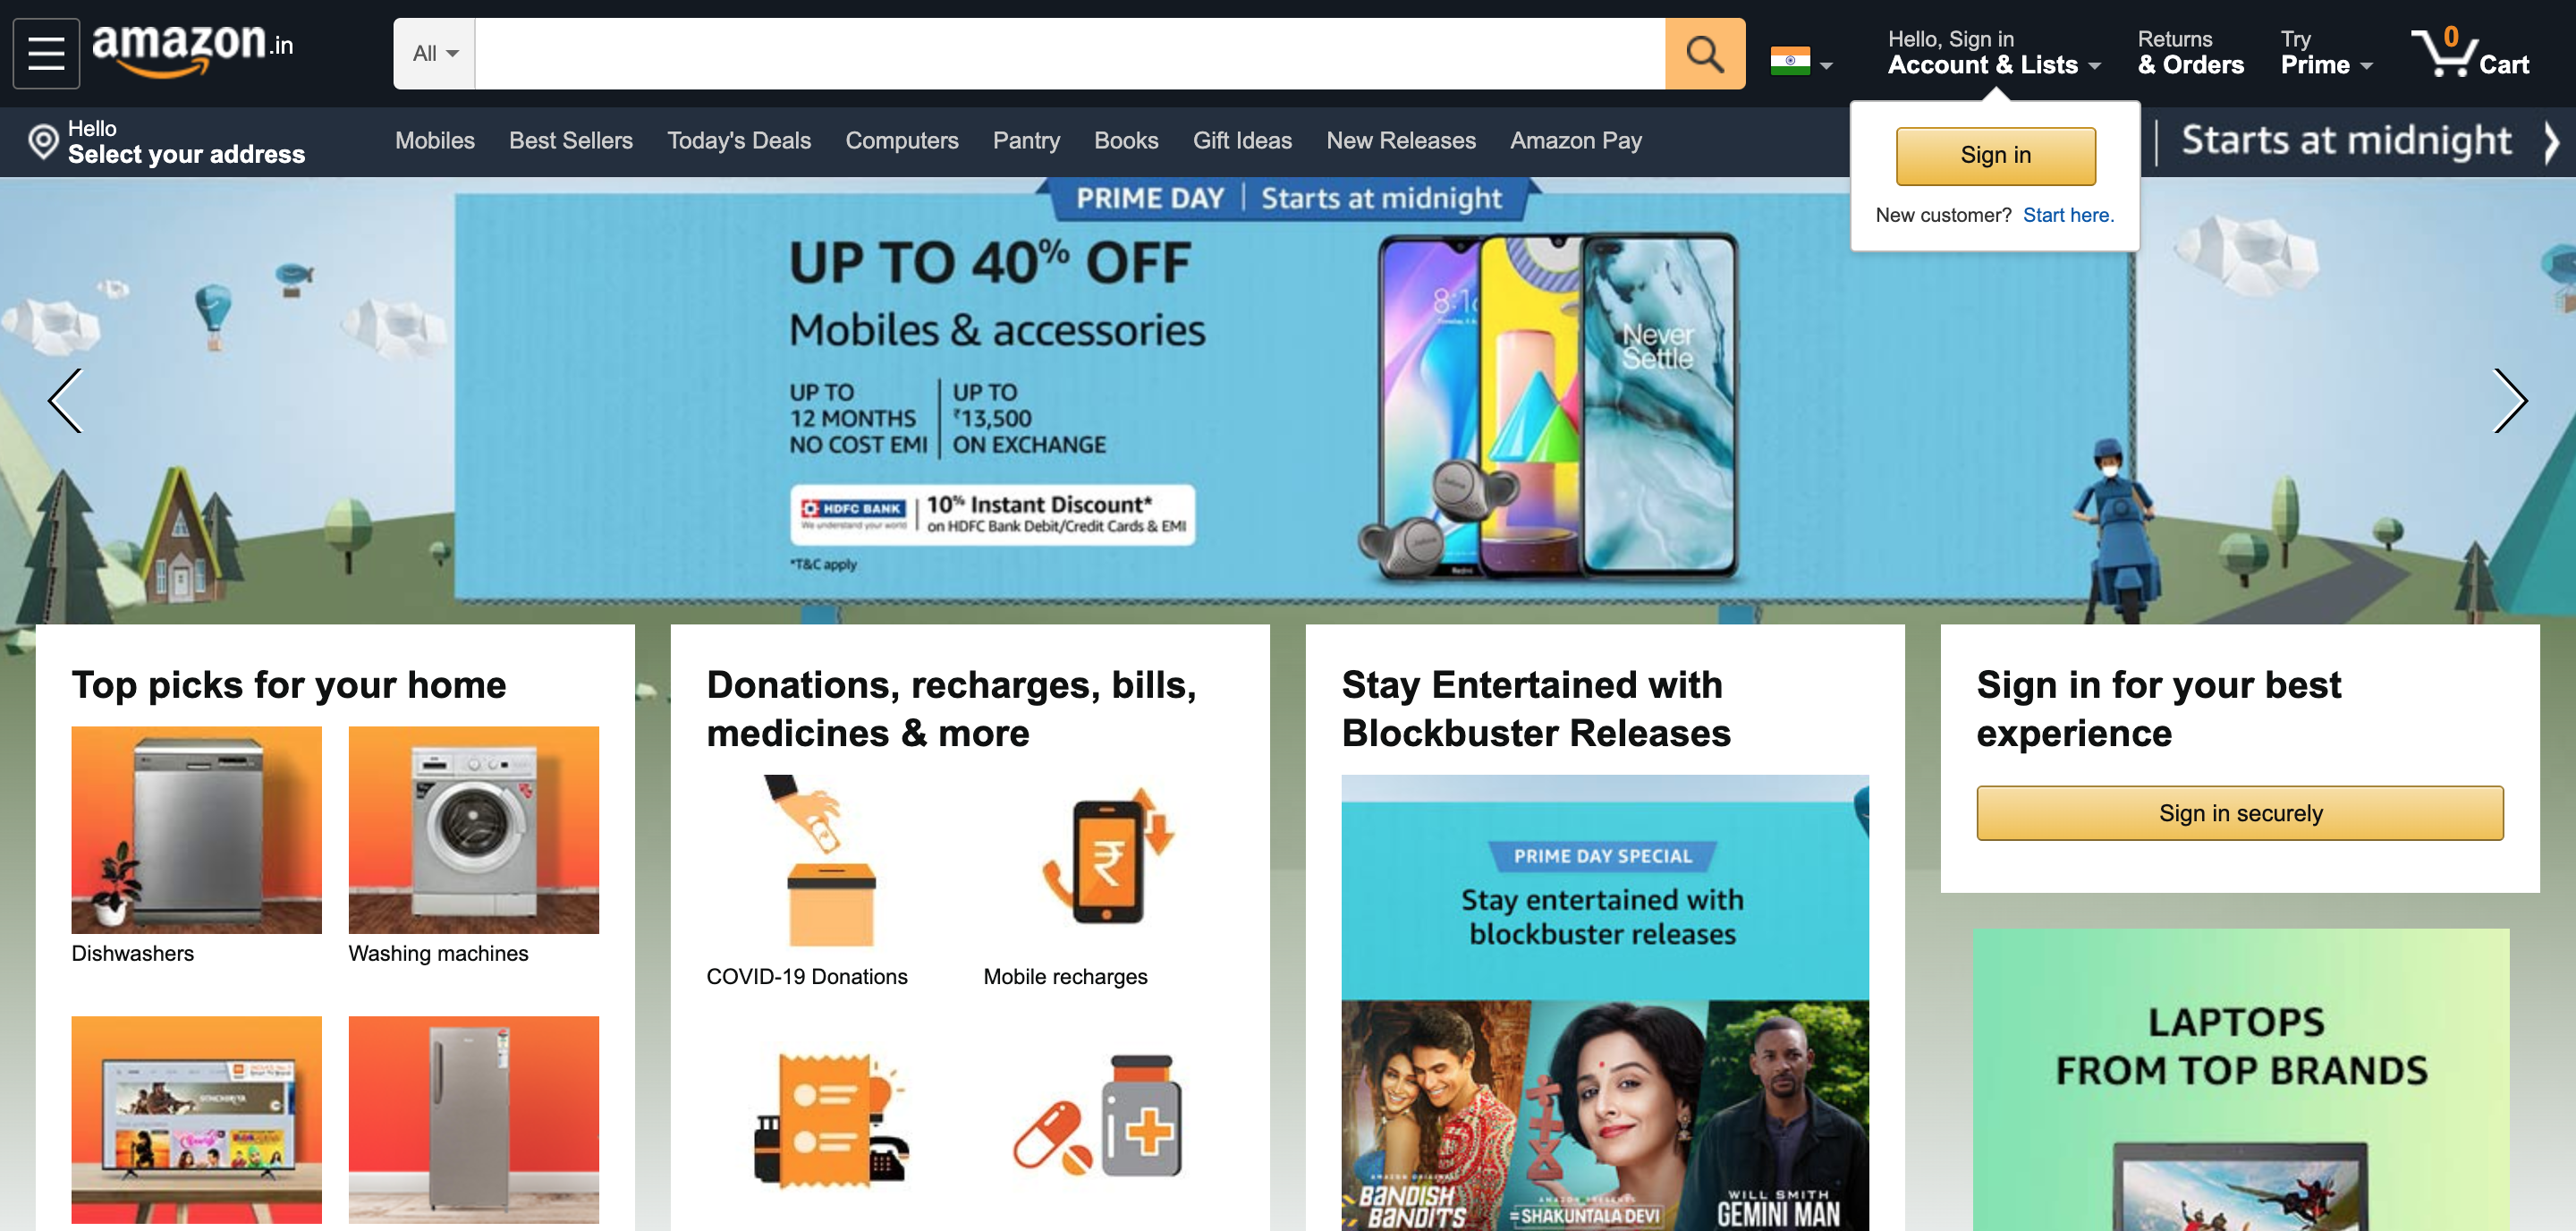 amazon.in
All
Hello, Sign in
Account & Lists
Returns
& Orders
Try
Prime
0
Cart
Hello
Select your address
Mobiles
Best Sellers
Today's Deals
Computers
Pantry
Books
Gift Ideas
New Releases
Amazon Pay
Starts at midnight
Sign in
New customer? Start here.
PRIME DAY | Starts at midnight
UP TO 40% OFF
Mobiles & accessories
UP TO
12 MONTHS
NO COST EMI
UP TO
₹13,500
ON EXCHANGE
HDFC BANK
We understand your world
10% Instant Discount*
on HDFC Bank Debit/Credit Cards & EMI
*T&C apply
Never
Settle
Jabra
Jabra
Redmi
Top picks for your home
Dishwashers
Washing machines
Donations, recharges, bills,
medicines & more
COVID-19 Donations
Mobile recharges
Stay Entertained with
Blockbuster Releases
PRIME DAY SPECIAL
Stay entertained with
blockbuster releases
AMAZON ORIGINAL
BANDISH
BANDITS
AMAZON PRESENTS
SHAKUNTALA DEVI
WILL SMITH
GEMINI MAN
Sign in for your best
experience
Sign in securely
LAPTOPS
FROM TOP BRANDS